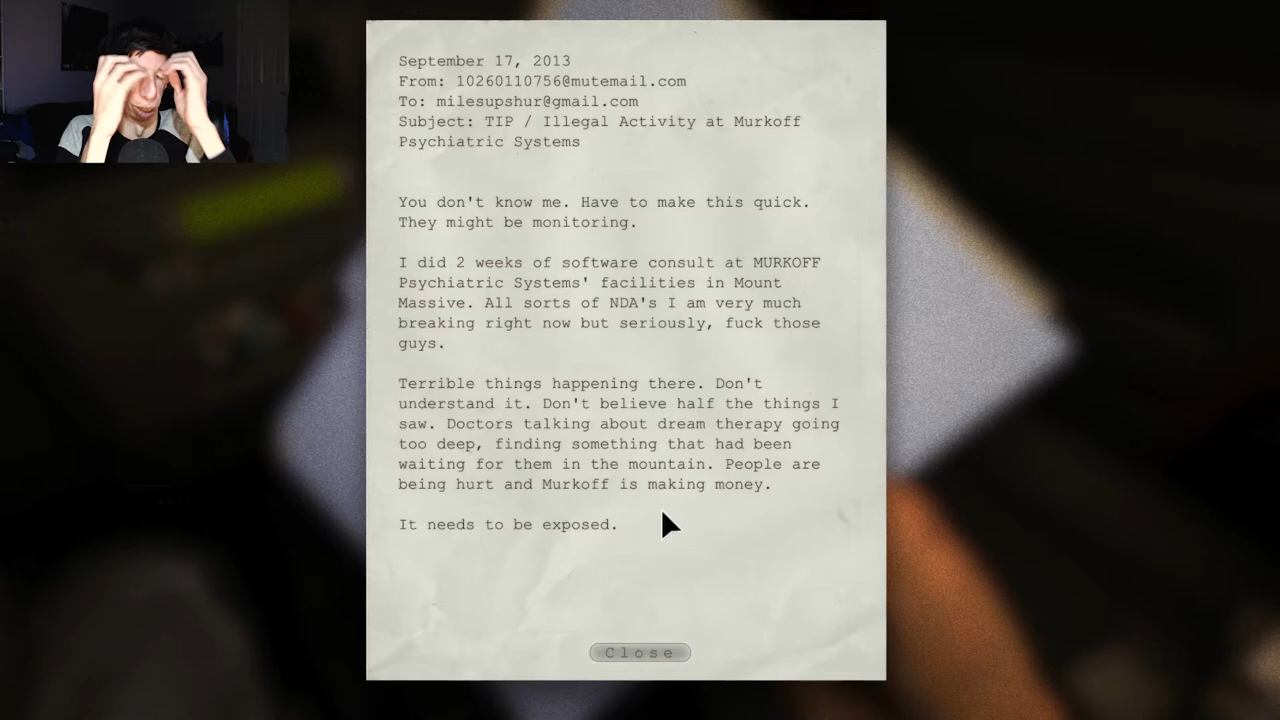 September 17, 2013
From: 10260110756@mutemail.com
To: milesupshur@gmail.com
Subject: TIP / Illegal Activity at Murkoff
Psychiatric Systems
You don't know me. Have to make this quick.
They might be monitoring.
I did 2 weeks of software consult at MURKOFF
Psychiatric Systems' facilities in Mount
Massive. All sorts of NDA's I am very much
breaking right now but seriously, fuck those
guys.
Terrible things happening there. Don't
understand it. Don't believe half the things I
saw. Doctors talking about dream therapy going
too deep, finding something that had been
waiting for them in the mountain. People are
being hurt and Murkoff is making money.
It needs to be exposed.
Close